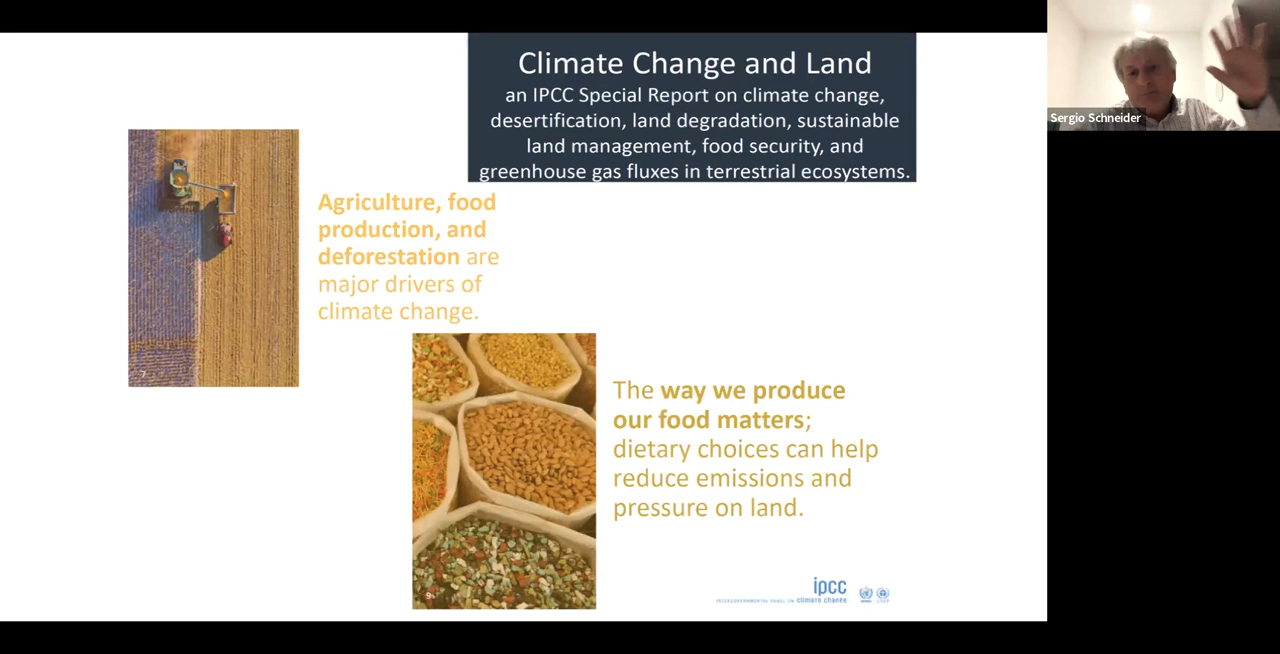 Climate Change and Land
an IPCC Special Report on climate change,
desertification, land degradation, sustainable
land management, food security, and
greenhouse gas fluxes in terrestrial ecosystems.
Sergio Schneider
Agriculture, food
production, and
deforestation are
major drivers of
climate change.
7
The way we produce
our food matters;
dietary choices can help
reduce emissions and
pressure on land.
9
ipcc
INTERGOVERNMENTAL PANEL ON climate change